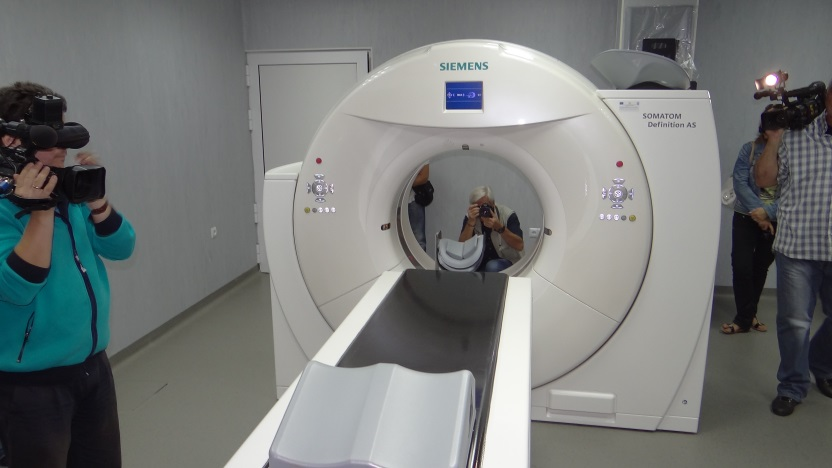 SIEMENS
SOMATOM
Definition AS